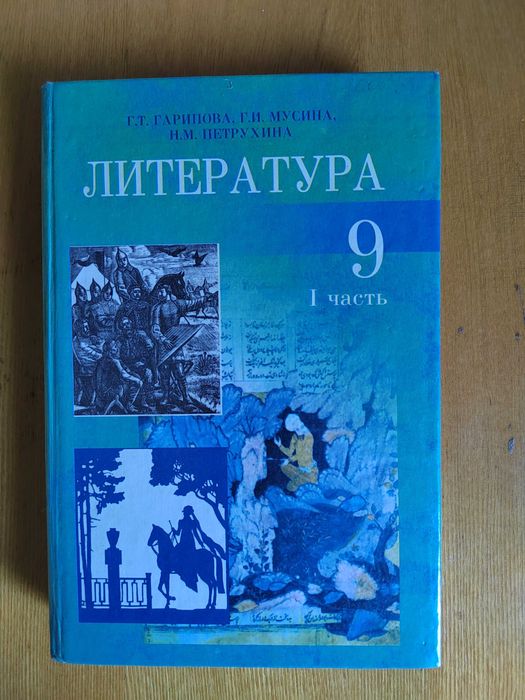 Г.Т. ГАРИПОВА, Г.И. МУСИНА,
Н.М. ПЕТРУХИНА
ЛИТЕРАТУРА
9
I часть